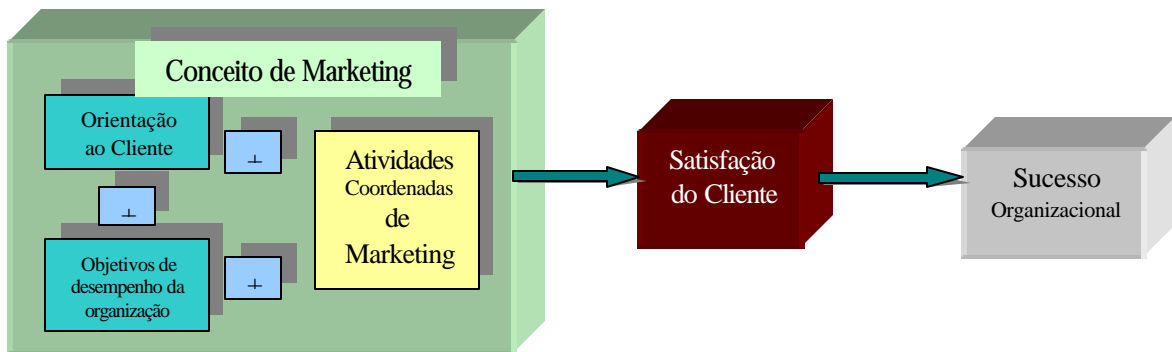 Conceito de Marketing
Orientação
ao Cliente
+
+
Objetivos de
desempenho da
organização
+
Atividades
Coordenadas
de
Marketing
Satisfação
do Cliente
Sucesso
Organizacional